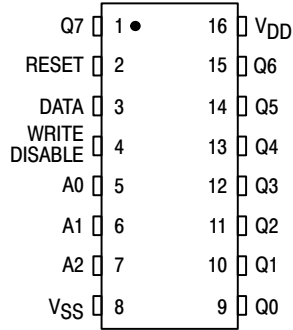 Q7 1 16 VDD
RESET 2 15 Q6
DATA 3 14 Q5
WRITE
DISABLE 4 13 Q4
A0 5 12 Q3
A1 6 11 Q2
A2 7 10 Q1
VSS 8 9 Q0